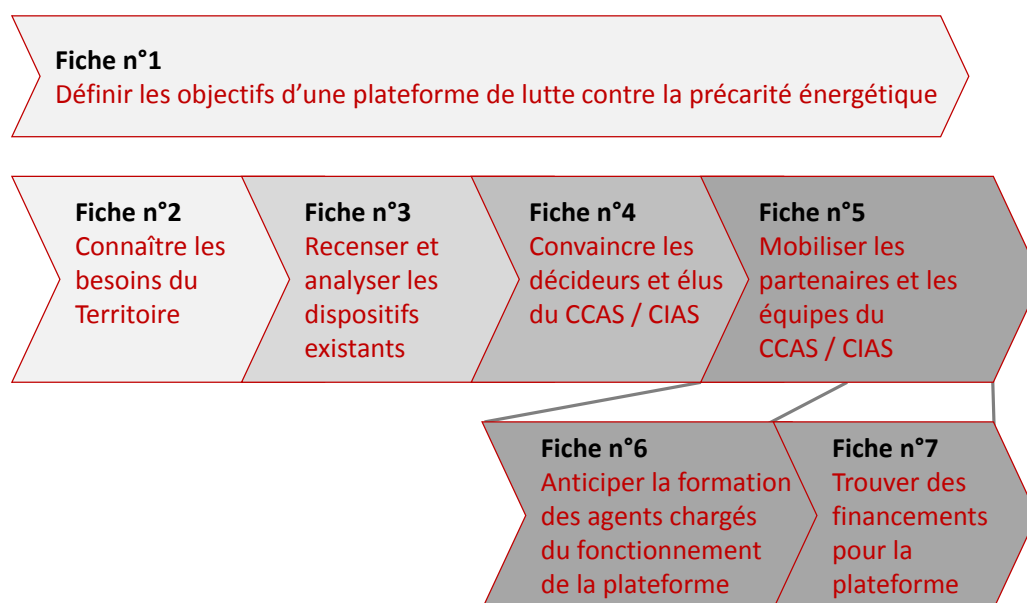 Fiche n°1
Définir les objectifs d’une plateforme de lutte contre la précarité énergétique
Fiche n°2
Connaître les
besoins du
Territoire
Fiche n°3
Recenser et
analyser les
dispositifs
existants
Fiche n°4
Convaincre les
décideurs et élus
du CCAS / CIAS
Fiche n°5
Mobiliser les
partenaires et les
équipes du
CCAS / CIAS
Fiche n°6
Anticiper la formation
des agents chargés
du fonctionnement
de la plateforme
Fiche n°7
Trouver des
financements
pour la
plateforme